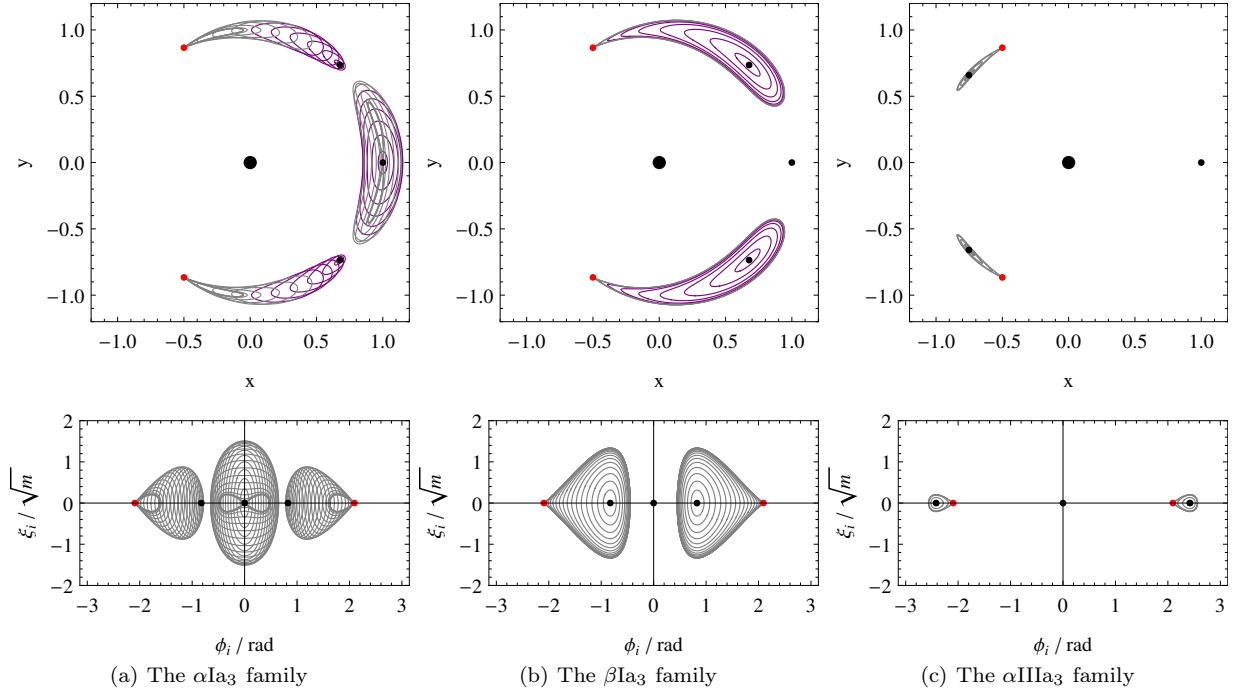 1.0
0.5
0.0
−0.5
−1.0
y
−1.0 −0.5 0.0 0.5 1.0
x
1.0
0.5
0.0
−0.5
−1.0
y
−1.0 −0.5 0.0 0.5 1.0
x
1.0
0.5
0.0
−0.5
−1.0
y
−1.0 −0.5 0.0 0.5 1.0
x
2
1
0
−1
−2
ξᵢ / √m
−3 −2 −1 0 1 2 3
ϕᵢ / rad
2
1
0
−1
−2
ξᵢ / √m
−3 −2 −1 0 1 2 3
ϕᵢ / rad
2
1
0
−1
−2
ξᵢ / √m
−3 −2 −1 0 1 2 3
ϕᵢ / rad
(a) The αIa₃ family
(b) The βIa₃ family
(c) The αIIIa₃ family